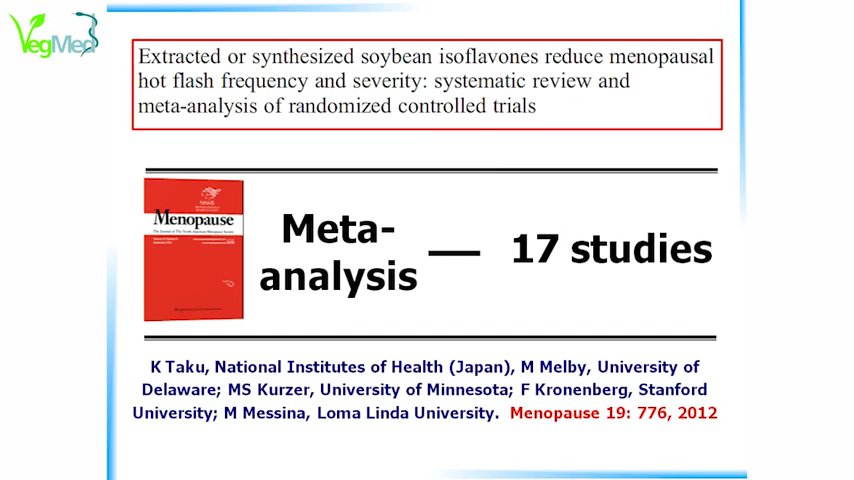 VegMed
Extracted or synthesized soybean isoflavones reduce menopausal
hot flash frequency and severity: systematic review and
meta-analysis of randomized controlled trials
Menopause
Meta-
analysis
— 17 studies
K Taku, National Institutes of Health (Japan), M Melby, University of
Delaware; MS Kurzer, University of Minnesota; F Kronenberg, Stanford
University; M Messina, Loma Linda University. Menopause 19: 776, 2012